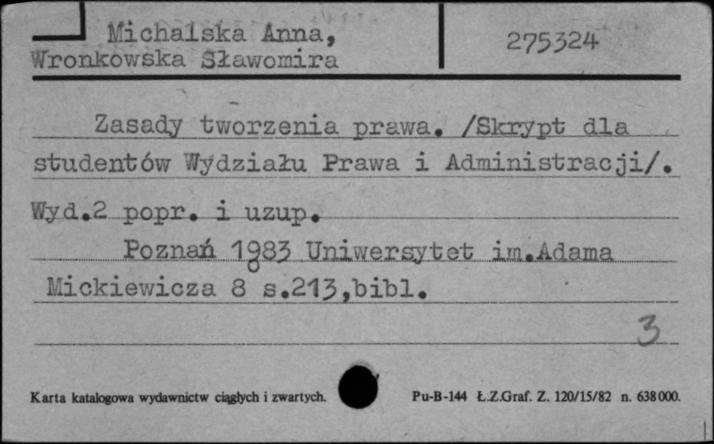 Michalska Anna,
Wronkowska Sławomira
275324
Zasady tworzenia prawa. /Skrypt dla
studentów Wydziału Prawa i Administracji/.
Wyd.2 popr. i uzup.
Poznań 1983 Uniwersytet im.Adama
Mickiewicza 8° s.213,bibl.
3
Karta katalogowa wydawnictw ciągłych i zwartych.
Pu-B-144 Ł.Z.Graf. Z. 120/15/82 n. 638000.